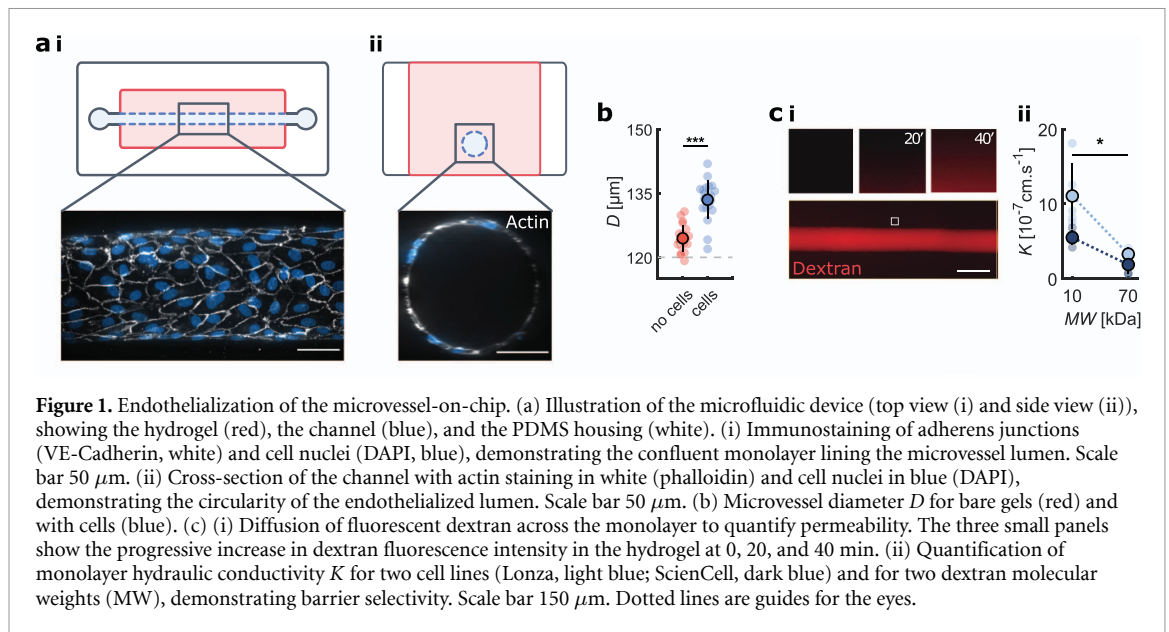 a i
ii
Actin
b
150
135
120
D [μm]
***
no cells
cells
c i
20'
40'
Dextran
ii
20
10
0
K [10⁻⁷cm.s⁻¹]
*
10
70
MW [kDa]
Figure 1. Endothelialization of the microvessel-on-chip. (a) Illustration of the microfluidic device (top view (i) and side view (ii)),
showing the hydrogel (red), the channel (blue), and the PDMS housing (white). (i) Immunostaining of adherens junctions
(VE-Cadherin, white) and cell nuclei (DAPI, blue), demonstrating the confluent monolayer lining the microvessel lumen. Scale
bar 50 μm. (ii) Cross-section of the channel with actin staining in white (phalloidin) and cell nuclei in blue (DAPI),
demonstrating the circularity of the endothelialized lumen. Scale bar 50 μm. (b) Microvessel diameter D for bare gels (red) and
with cells (blue). (c) (i) Diffusion of fluorescent dextran across the monolayer to quantify permeability. The three small panels
show the progressive increase in dextran fluorescence intensity in the hydrogel at 0, 20, and 40 min. (ii) Quantification of
monolayer hydraulic conductivity K for two cell lines (Lonza, light blue; ScienCell, dark blue) and for two dextran molecular
weights (MW), demonstrating barrier selectivity. Scale bar 150 μm. Dotted lines are guides for the eyes.